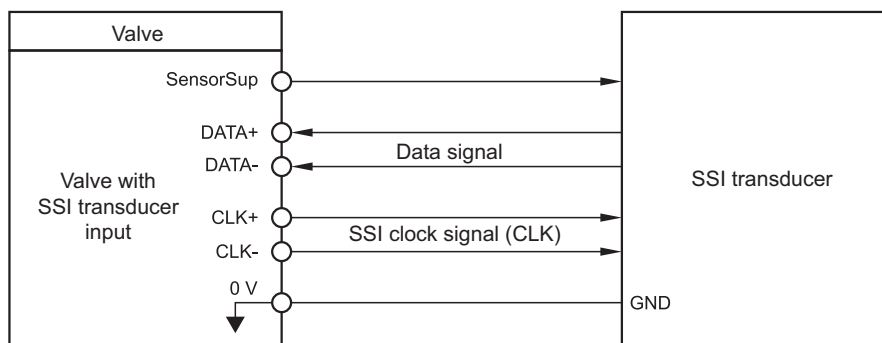 Valve
SensorSup
DATA+
Data signal
DATA-
Valve with
SSI transducer
input
SSI transducer
CLK+
SSI clock signal (CLK)
CLK-
0 V
GND